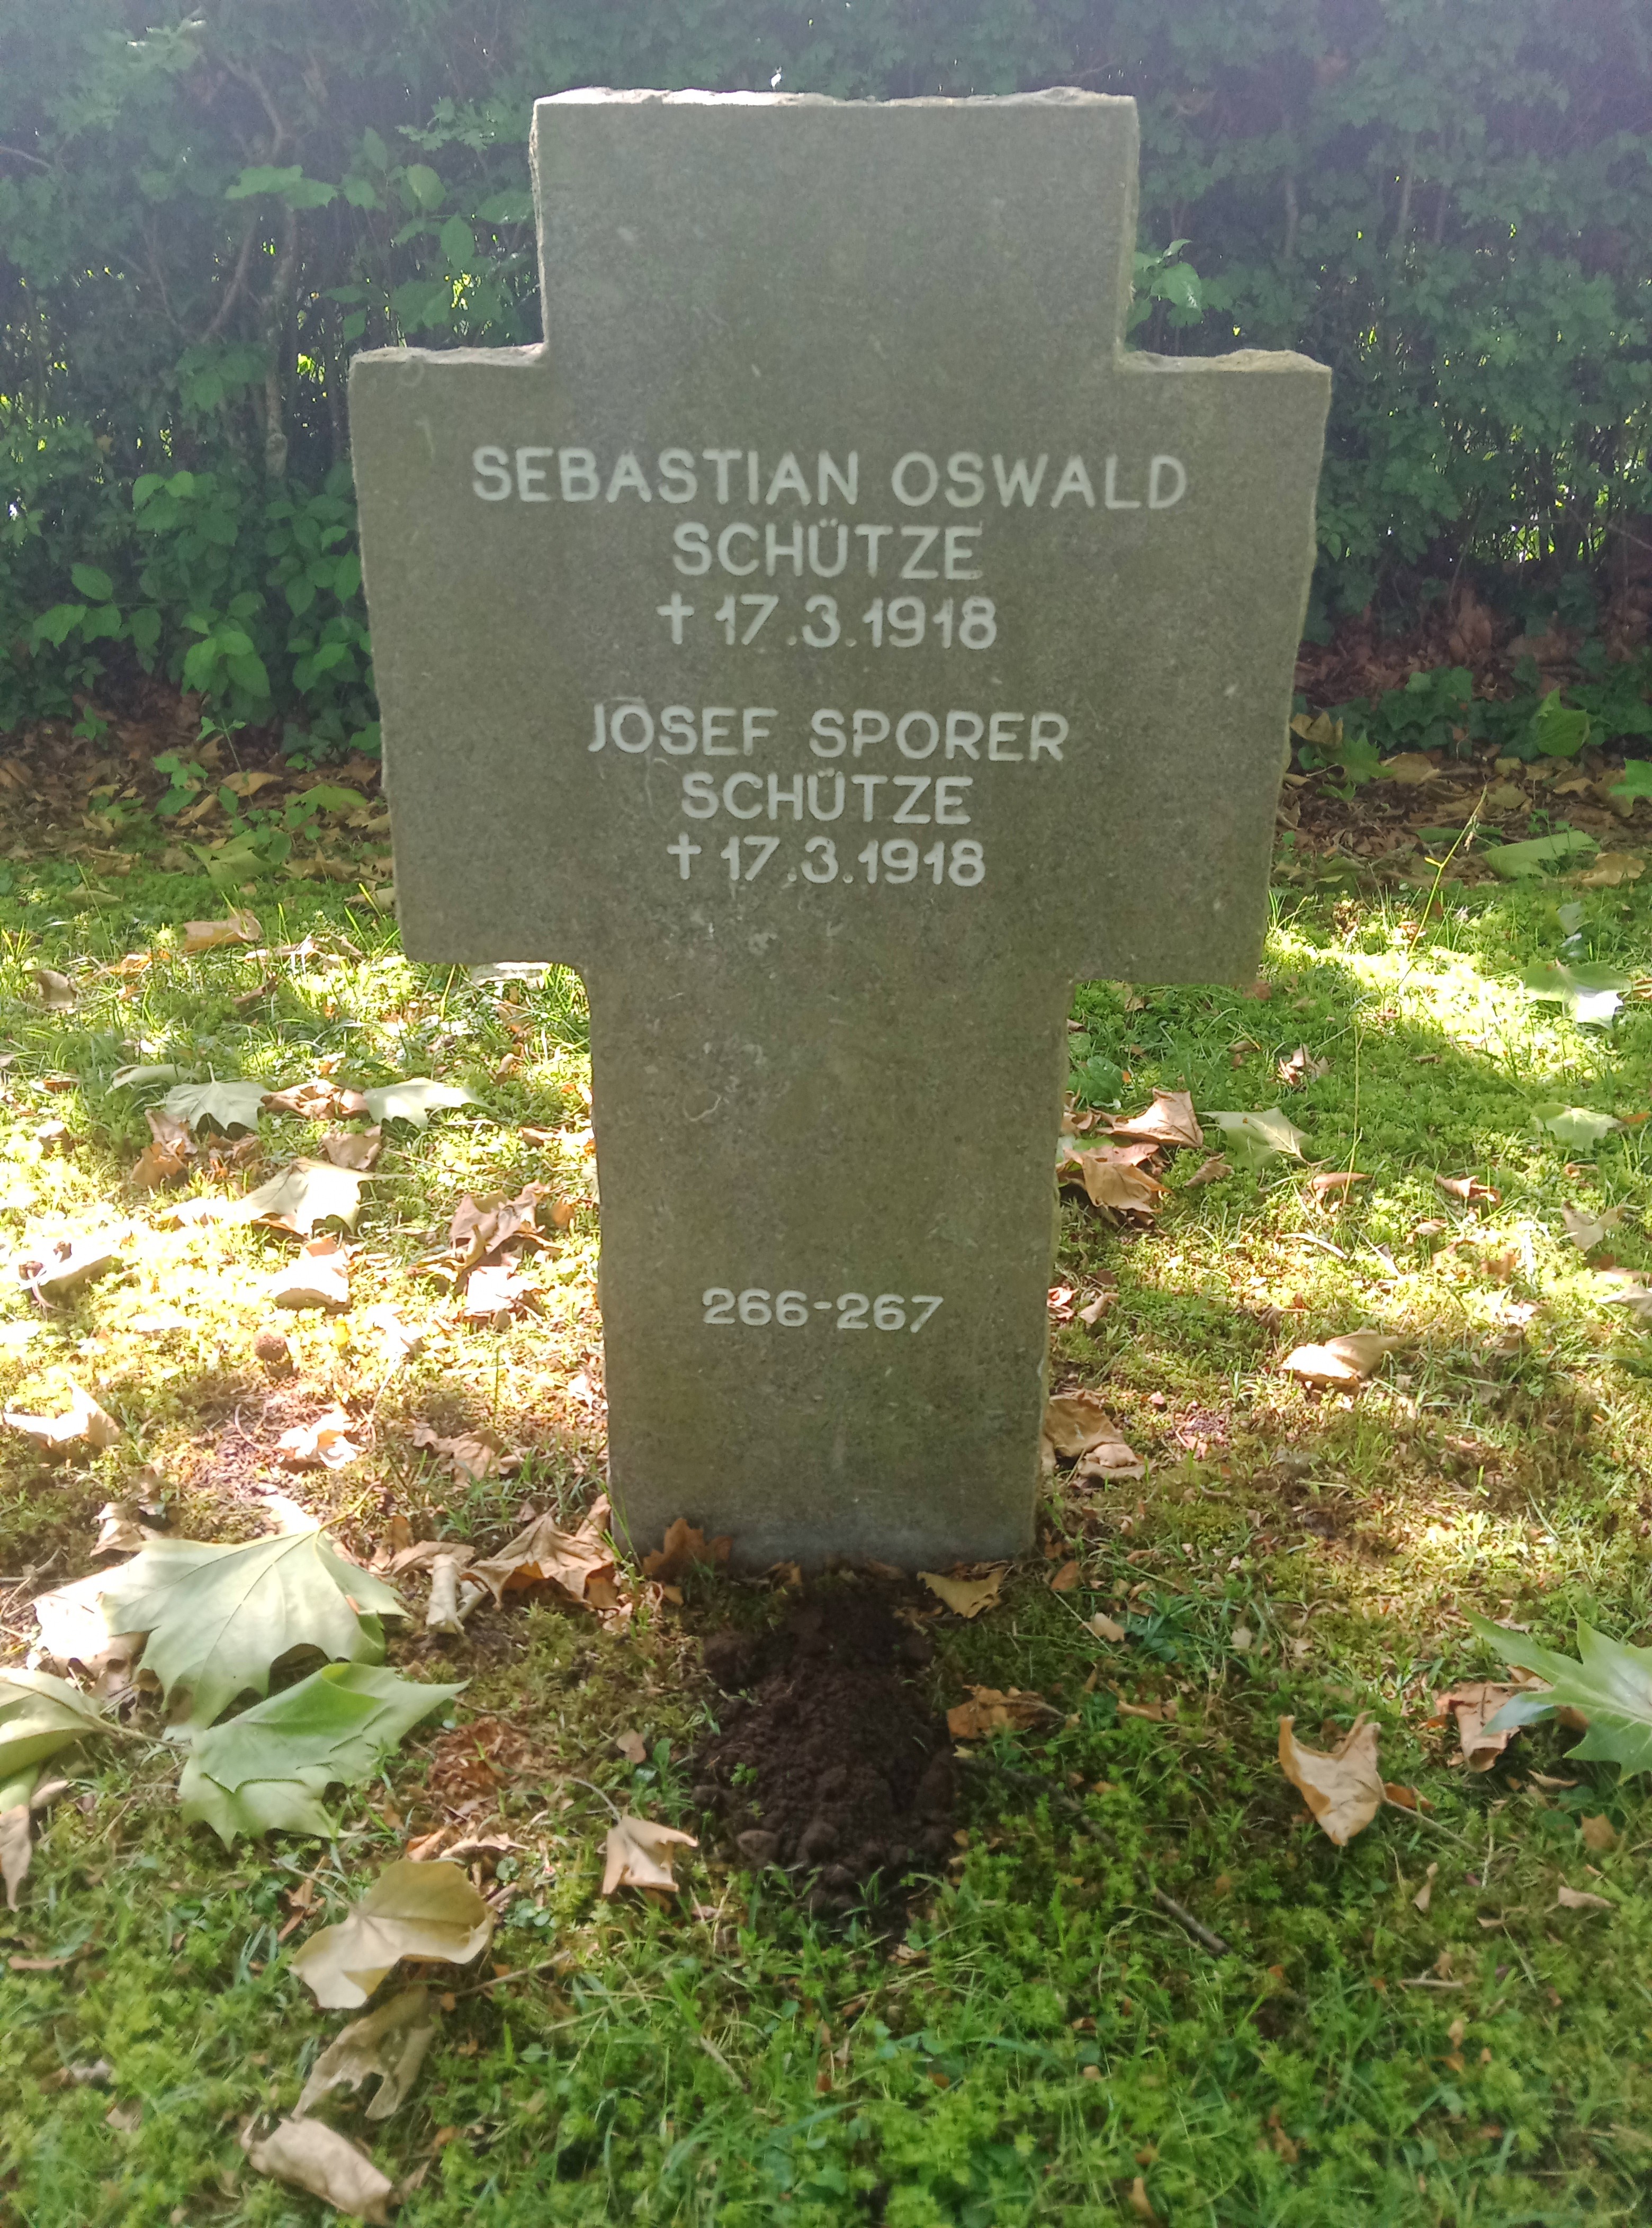 SEBASTIAN OSWALD
SCHÜTZE
✝ 17.3.1918
JOSEF SPORER
SCHÜTZE
✝ 17.3.1918
266-267